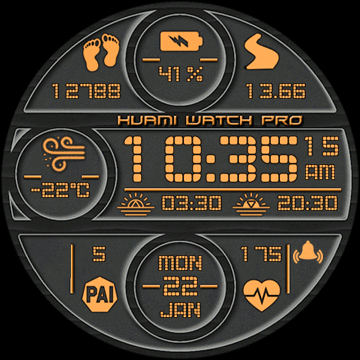 41%
12788
13.66
HUAMI WATCH PRO
10:35 15
AM
-22°C
03:30 20:30
5
175
PAI
MON
22
JAN